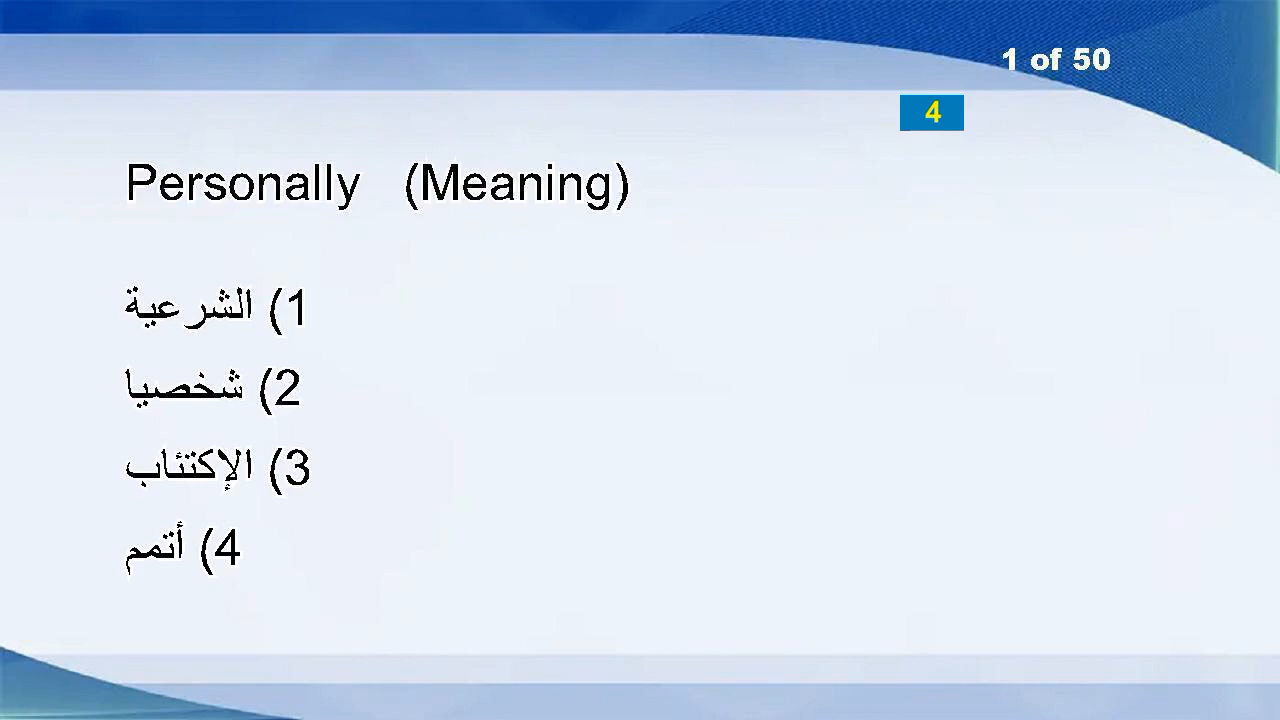 1 of 50
4
Personally (Meaning)
1) الشرعية
2) شخصيا
3) الإكتئاب
4) أتمم